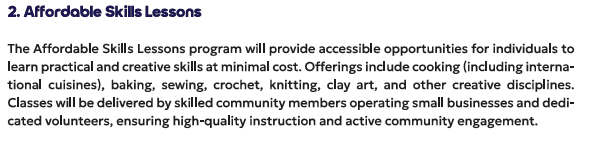 2. Affordable Skills Lessons
The Affordable Skills Lessons program will provide accessible opportunities for individuals to
learn practical and creative skills at minimal cost. Offerings include cooking (including interna-
tional cuisines), baking, sewing, crochet, knitting, clay art, and other creative disciplines.
Classes will be delivered by skilled community members operating small businesses and dedi-
cated volunteers, ensuring high-quality instruction and active community engagement.